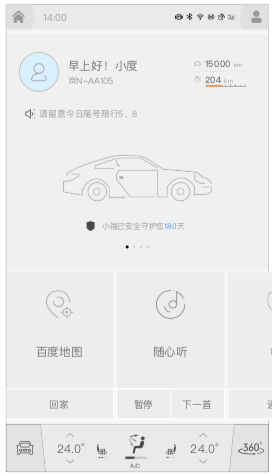 14:00
早上好！小度
京N-AA105
15000 km
204 km
请留意今日尾号限行5、8
小福已安全守护您180天
百度地图
随心听
回家
暂停
下一首
24.0°
A/C
24.0°
360°